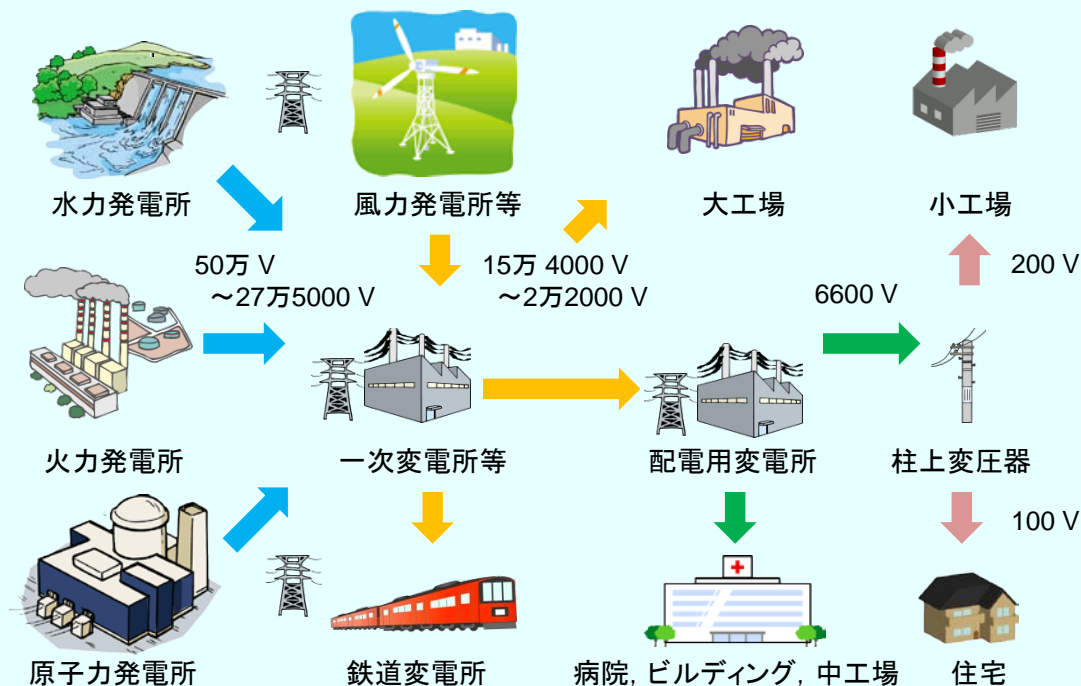 水力発電所
風力発電所等
大工場
小工場
50万 V
～27万5000 V
15万 4000 V
～2万2000 V
6600 V
200 V
火力発電所
一次変電所等
配電用変電所
柱上変圧器
100 V
原子力発電所
鉄道変電所
病院, ビルディング, 中工場
住宅